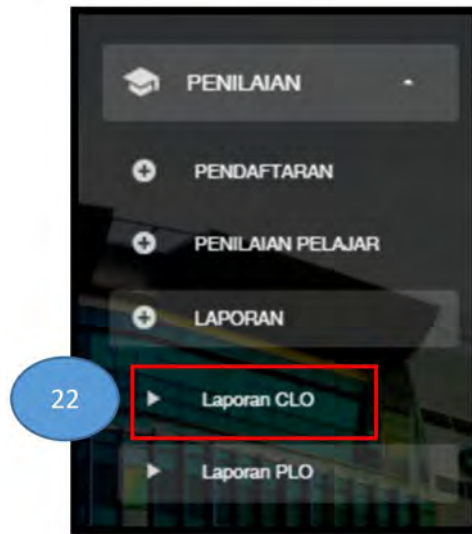 PENILAIAN
PENDAFTARAN
PENILAIAN PELAJAR
LAPORAN
22
Laporan CLO
Laporan PLO